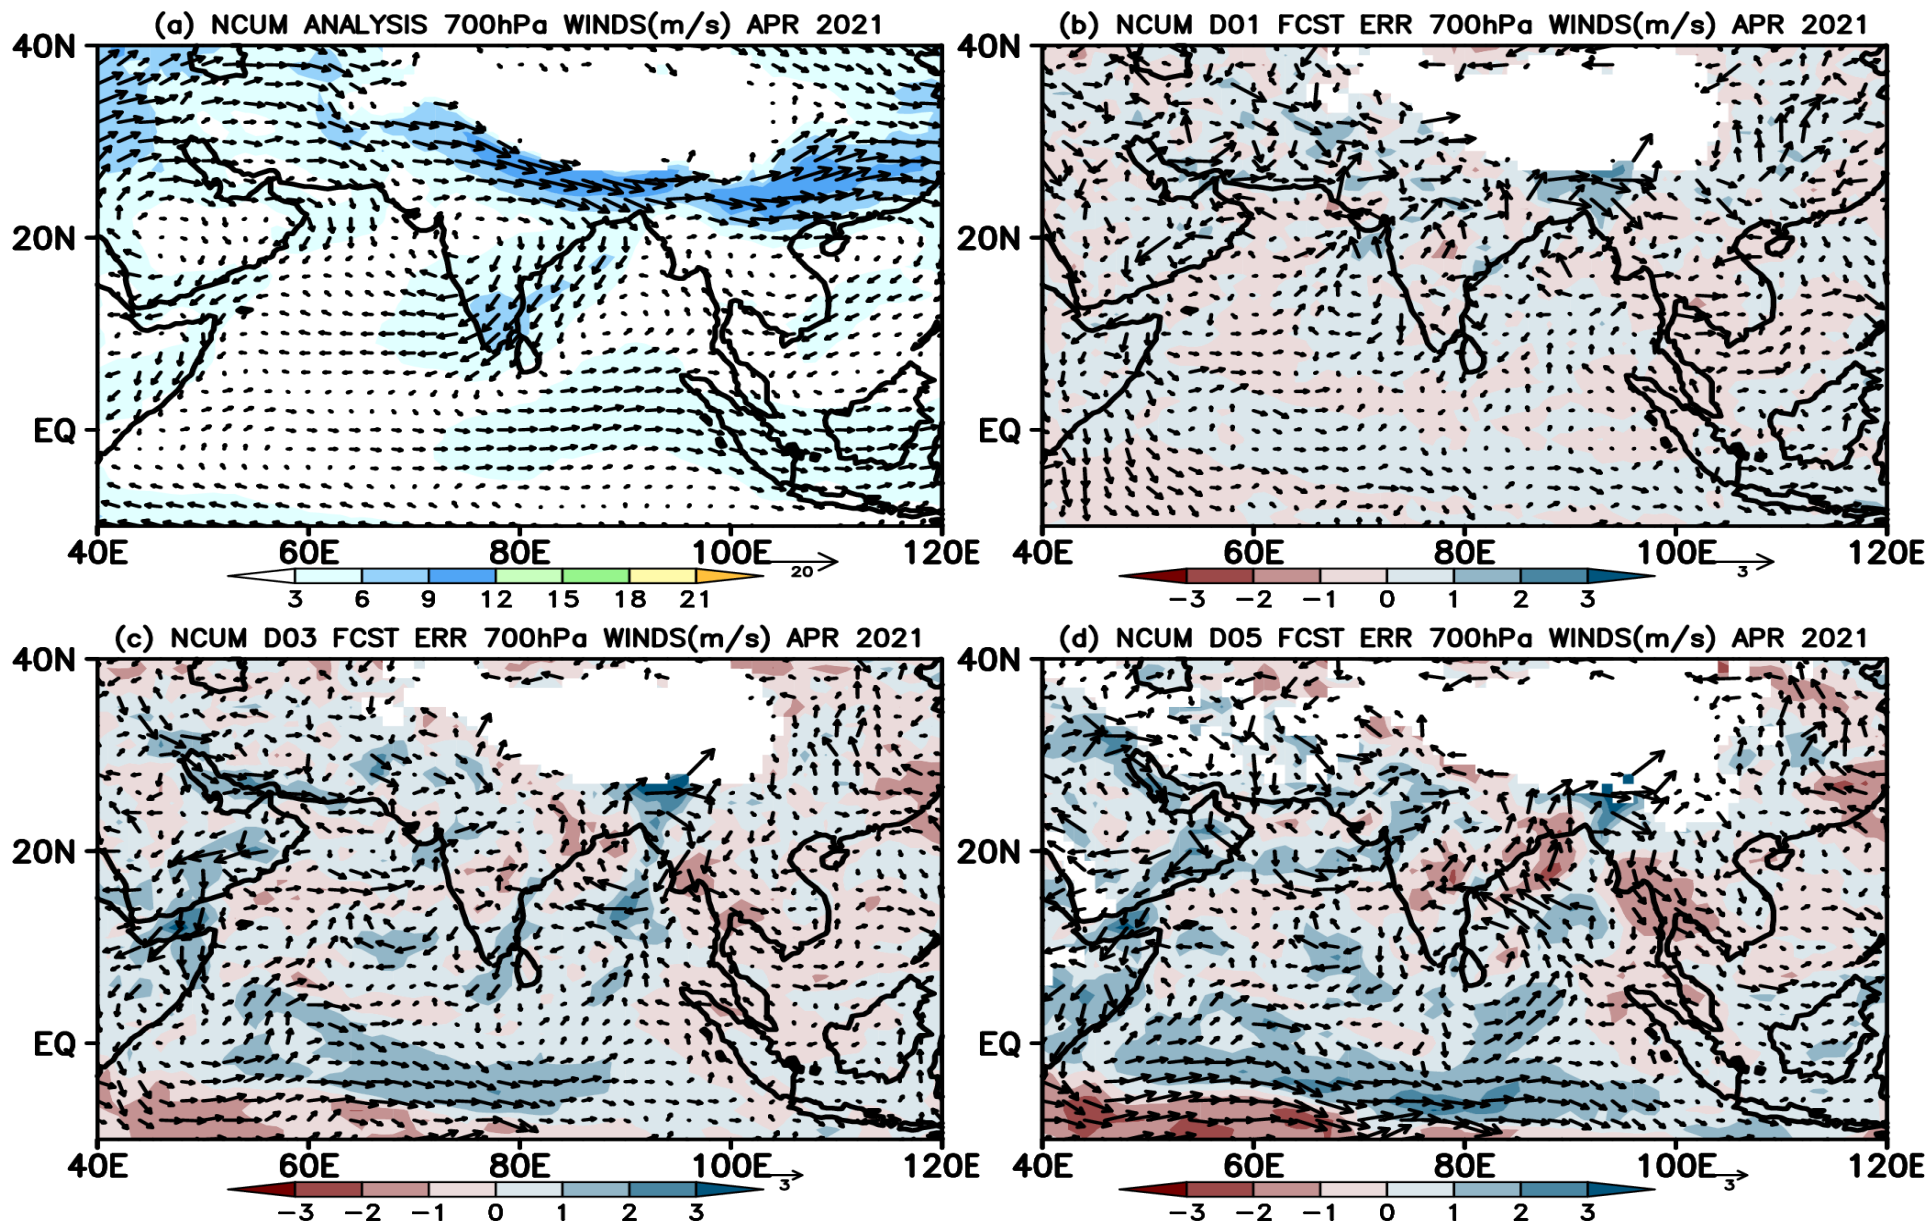 (a) NCUM ANALYSIS 700hPa WINDS(m/s) APR 2021
40N
20N
EQ
40E 60E 80E 100E 120E
20
3 6 9 12 15 18 21
(b) NCUM D01 FCST ERR 700hPa WINDS(m/s) APR 2021
40N
20N
EQ
40E 60E 80E 100E 120E
3
−3 −2 −1 0 1 2 3
(c) NCUM D03 FCST ERR 700hPa WINDS(m/s) APR 2021
40N
20N
EQ
40E 60E 80E 100E 120E
3
−3 −2 −1 0 1 2 3
(d) NCUM D05 FCST ERR 700hPa WINDS(m/s) APR 2021
40N
20N
EQ
40E 60E 80E 100E 120E
3
−3 −2 −1 0 1 2 3